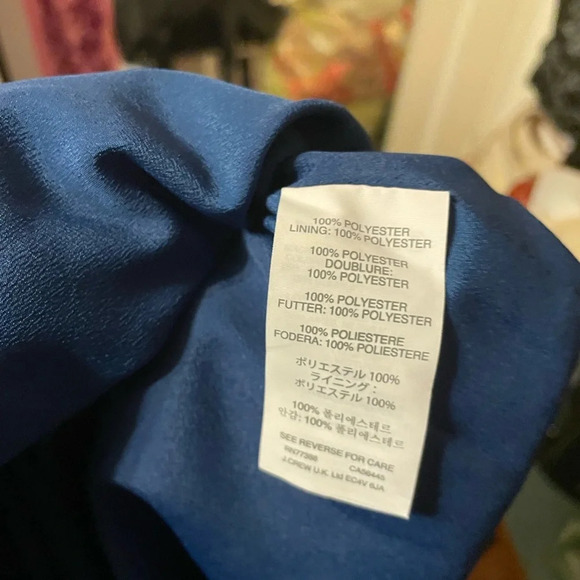 100% POLYESTER
LINING: 100% POLYESTER
100% POLYESTER
DOUBLURE:
100% POLYESTER
100% POLYESTER
FUTTER: 100% POLYESTER
100% POLIESTERE
FODERA: 100% POLIESTERE
ポリエステル 100%
ライニング :
ポリエステル 100%
100% 폴리에스테르
안감: 100% 폴리에스테르
SEE REVERSE FOR CARE
RN77388 CA56445
J.CREW U.K. Ltd EC4V 6JA